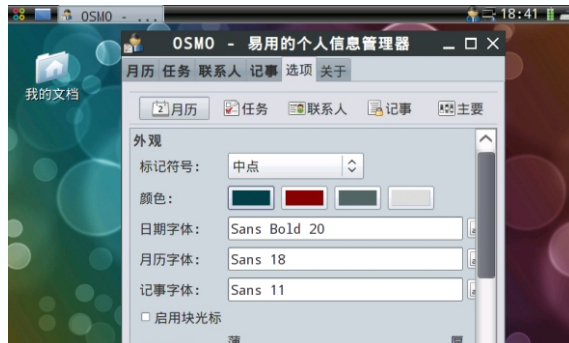 OSMO - ...
18:41
OSMO - 易用的个人信息管理器
月历 任务 联系人 记事 选项 关于
我的文档
2 月历 任务 联系人 记事 主要
外观
标记符号: 中点
颜色:
日期字体: Sans Bold 20
月历字体: Sans 18
记事字体: Sans 11
启用块光标
薄 厚